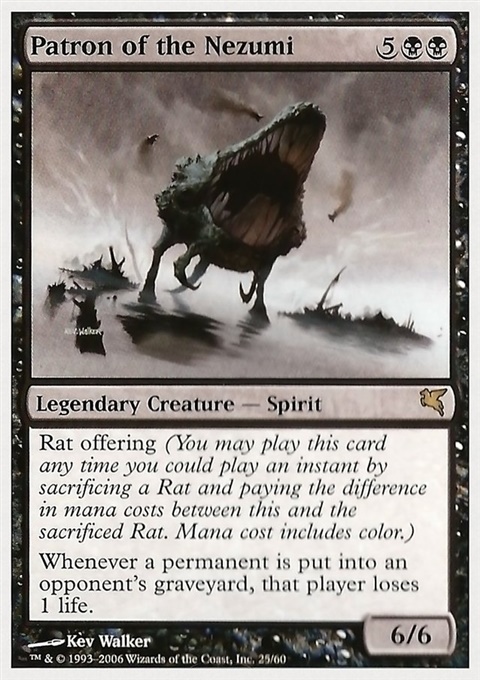 Patron of the Nezumi 5
Kev Walker
Legendary Creature — Spirit
Rat offering (You may play this card
any time you could play an instant by
sacrificing a Rat and paying the difference
in mana costs between this and the
sacrificed Rat. Mana cost includes color.)
Whenever a permanent is put into an
opponent's graveyard, that player loses
1 life.
6/6
Kev Walker
™ & © 1993–2006 Wizards of the Coast, Inc. 25/60